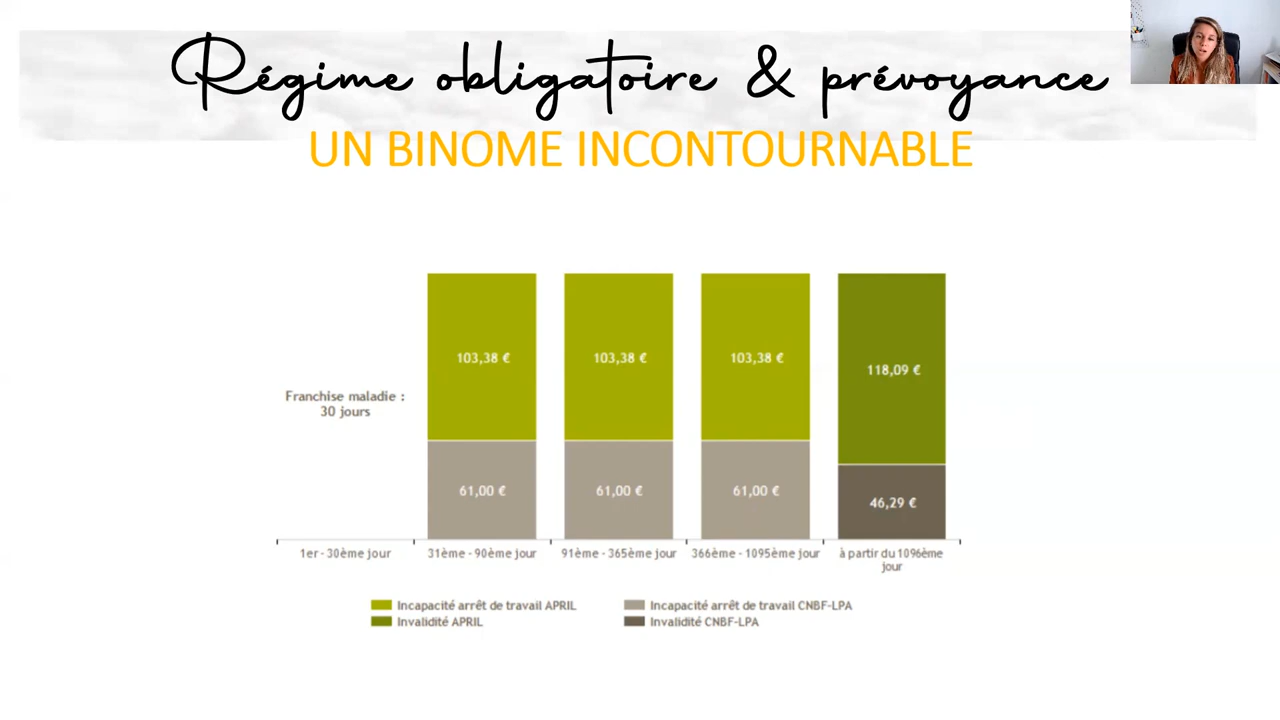 Régime obligatoire & prévoyance
UN BINOME INCONTOURNABLE
103,38 € 103,38 € 103,38 € 118,09 €
Franchise maladie :
30 jours
61,00 € 61,00 € 61,00 € 46,29 €
1er - 30ème jour 31ème - 90ème jour 91ème - 365ème jour 366ème - 1095ème jour à partir du 1096ème
jour
Incapacité arrêt de travail APRIL Incapacité arrêt de travail CNBF-LPA
Invalidité APRIL Invalidité CNBF-LPA